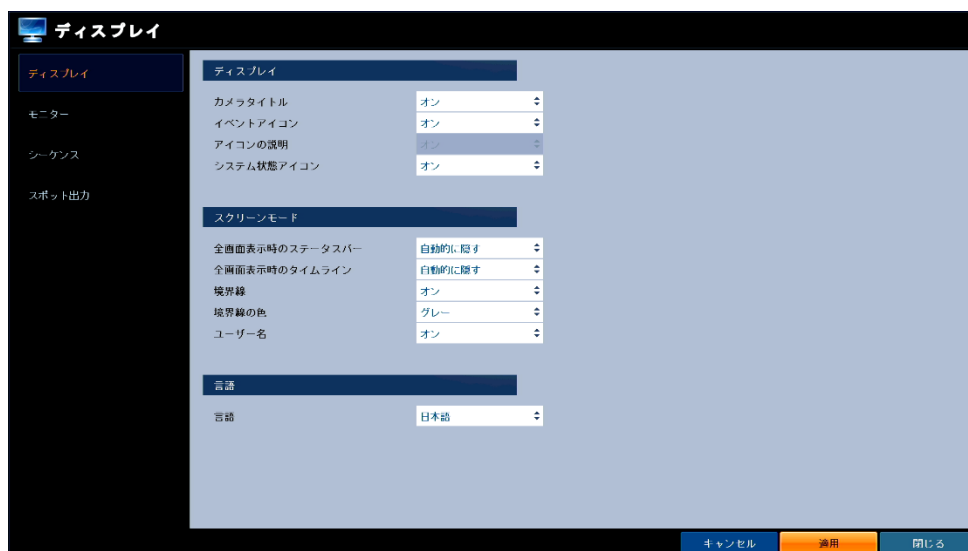 ディスプレイ
ディスプレイ
モニター
シーケンス
スポット出力
ディスプレイ
カメラタイトル オン
イベントアイコン オン
アイコンの説明 オン
システム状態アイコン オン
スクリーンモード
全画面表示時のステータスバー 自動的に隠す
全画面表示時のタイムライン 自動的に隠す
境界線 オン
境界線の色 グレー
ユーザー名 オン
言語
言語 日本語
キャンセル 適用 閉じる